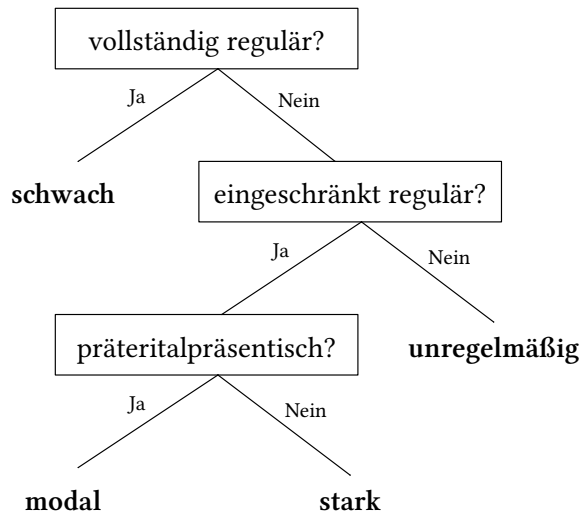 vollständig regulär?
Ja
Nein
schwach
eingeschränkt regulär?
Ja
Nein
präteritalpräsentisch?
unregelmäßig
Ja
Nein
modal
stark